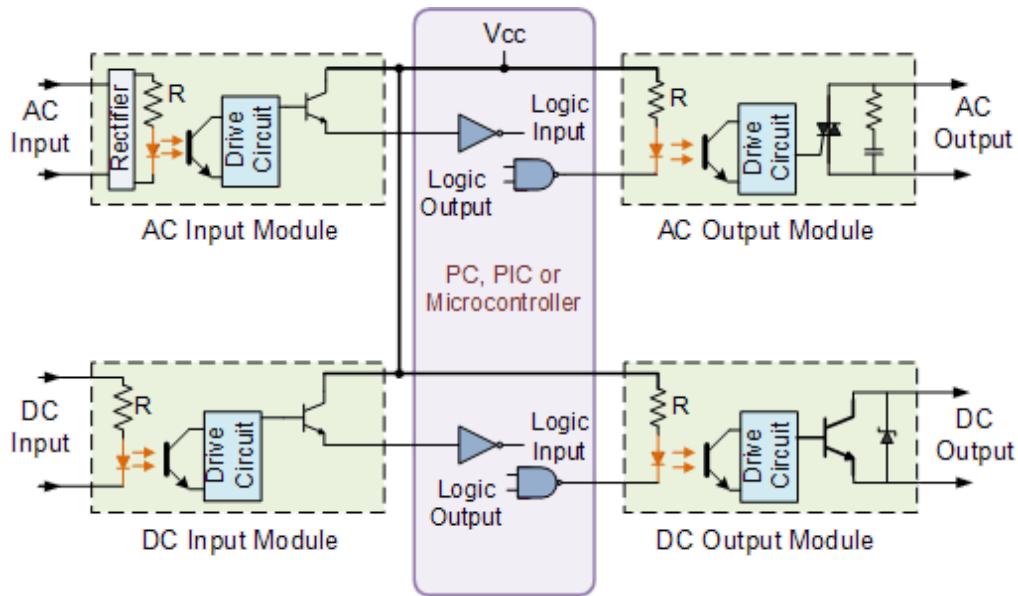 Vcc
AC
Input
Rectifier
R
Drive
Circuit
AC Input Module
Logic
Input
Logic
Output
R
Drive
Circuit
AC
Output
AC Output Module
PC, PIC or
Microcontroller
DC
Input
R
Drive
Circuit
DC Input Module
Logic
Input
Logic
Output
R
Drive
Circuit
DC
Output
DC Output Module